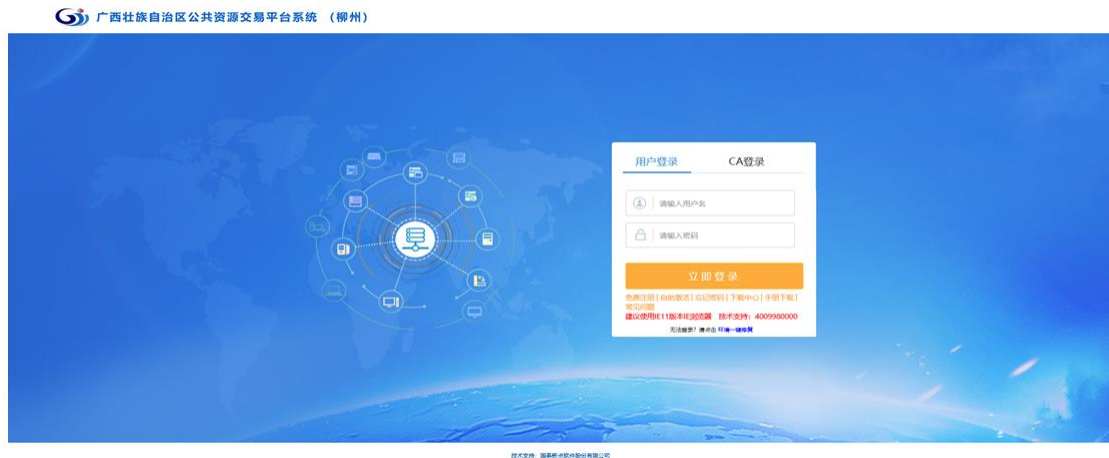 广西壮族自治区公共资源交易平台系统 （柳州）
用户登录 CA登录
请输入用户名
请输入密码
立即登录
免费注册 | 自助激活 | 忘记密码 | 下载中心 | 手册下载 |
常见问题
建议使用IE11版本IE浏览器 技术支持：4009980000
无法登录？请点击 环境一键修复
技术支持：国泰新点软件股份有限公司